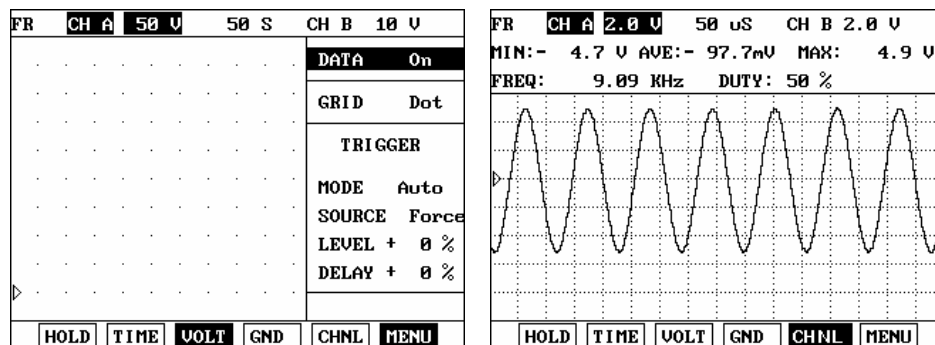 FR CH A 50 V 50 S CH B 10 V
DATA On
GRID Dot
TRIGGER
MODE Auto
SOURCE Force
LEVEL + 0 %
DELAY + 0 %
HOLD TIME VOLT GND CHNL MENU
FR CH A 2.0 V 50 uS CH B 2.0 V
MIN:- 4.7 V AVE:- 97.7mV MAX: 4.9 V
FREQ: 9.09 KHz DUTY: 50 %
HOLD TIME VOLT GND CHNL MENU